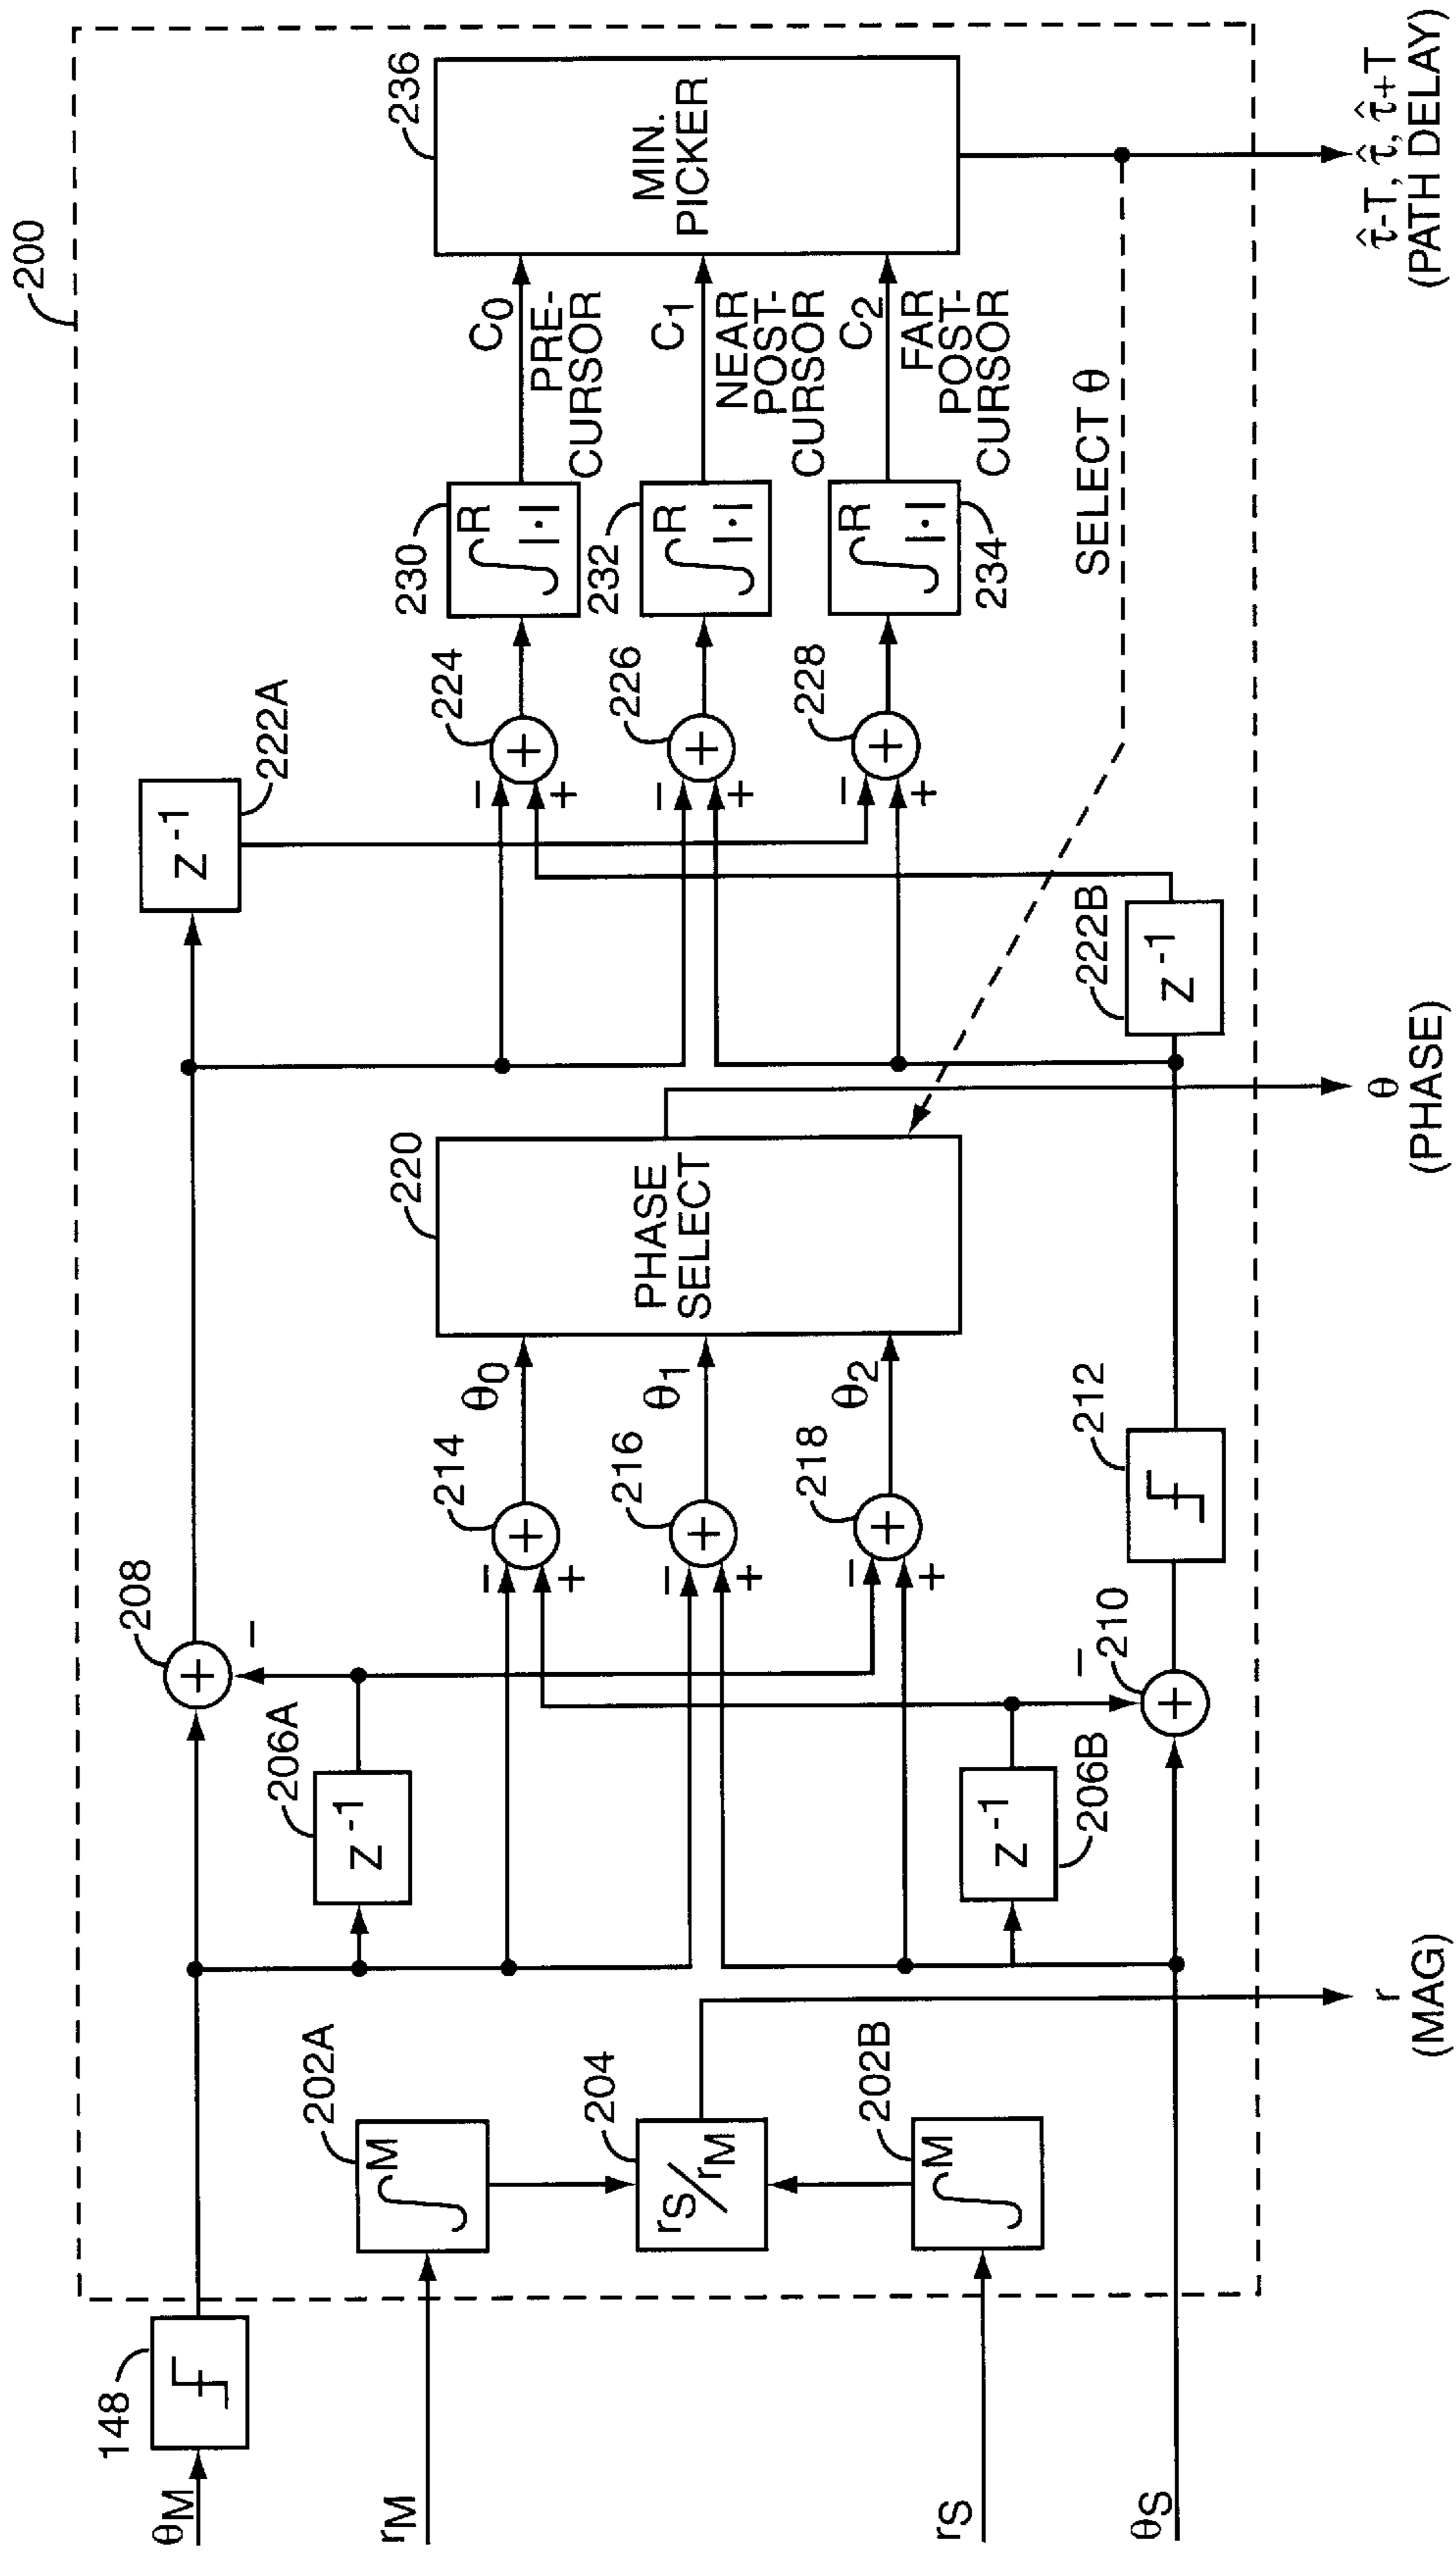 200
148
θM
rM
rS
θS
202A
∫M
204
rS/rM
202B
∫M
r
(MAG)
206A
z-1
206B
z-1
208
+
−
210
+
−
212
214
+
−
+
216
+
−
+
218
+
−
+
θ0
θ1
θ2
220
PHASE
SELECT
θ
(PHASE)
222A
z-1
222B
z-1
224
+
−
+
226
+
−
+
228
+
−
+
230
∫R |·|
232
∫R |·|
234
∫R |·|
C0
PRE-
CURSOR
C1
NEAR
POST-
CURSOR
C2
FAR
POST-
CURSOR
SELECT θ
236
MIN.
PICKER
τ̂-T, τ̂, τ̂+T
(PATH DELAY)